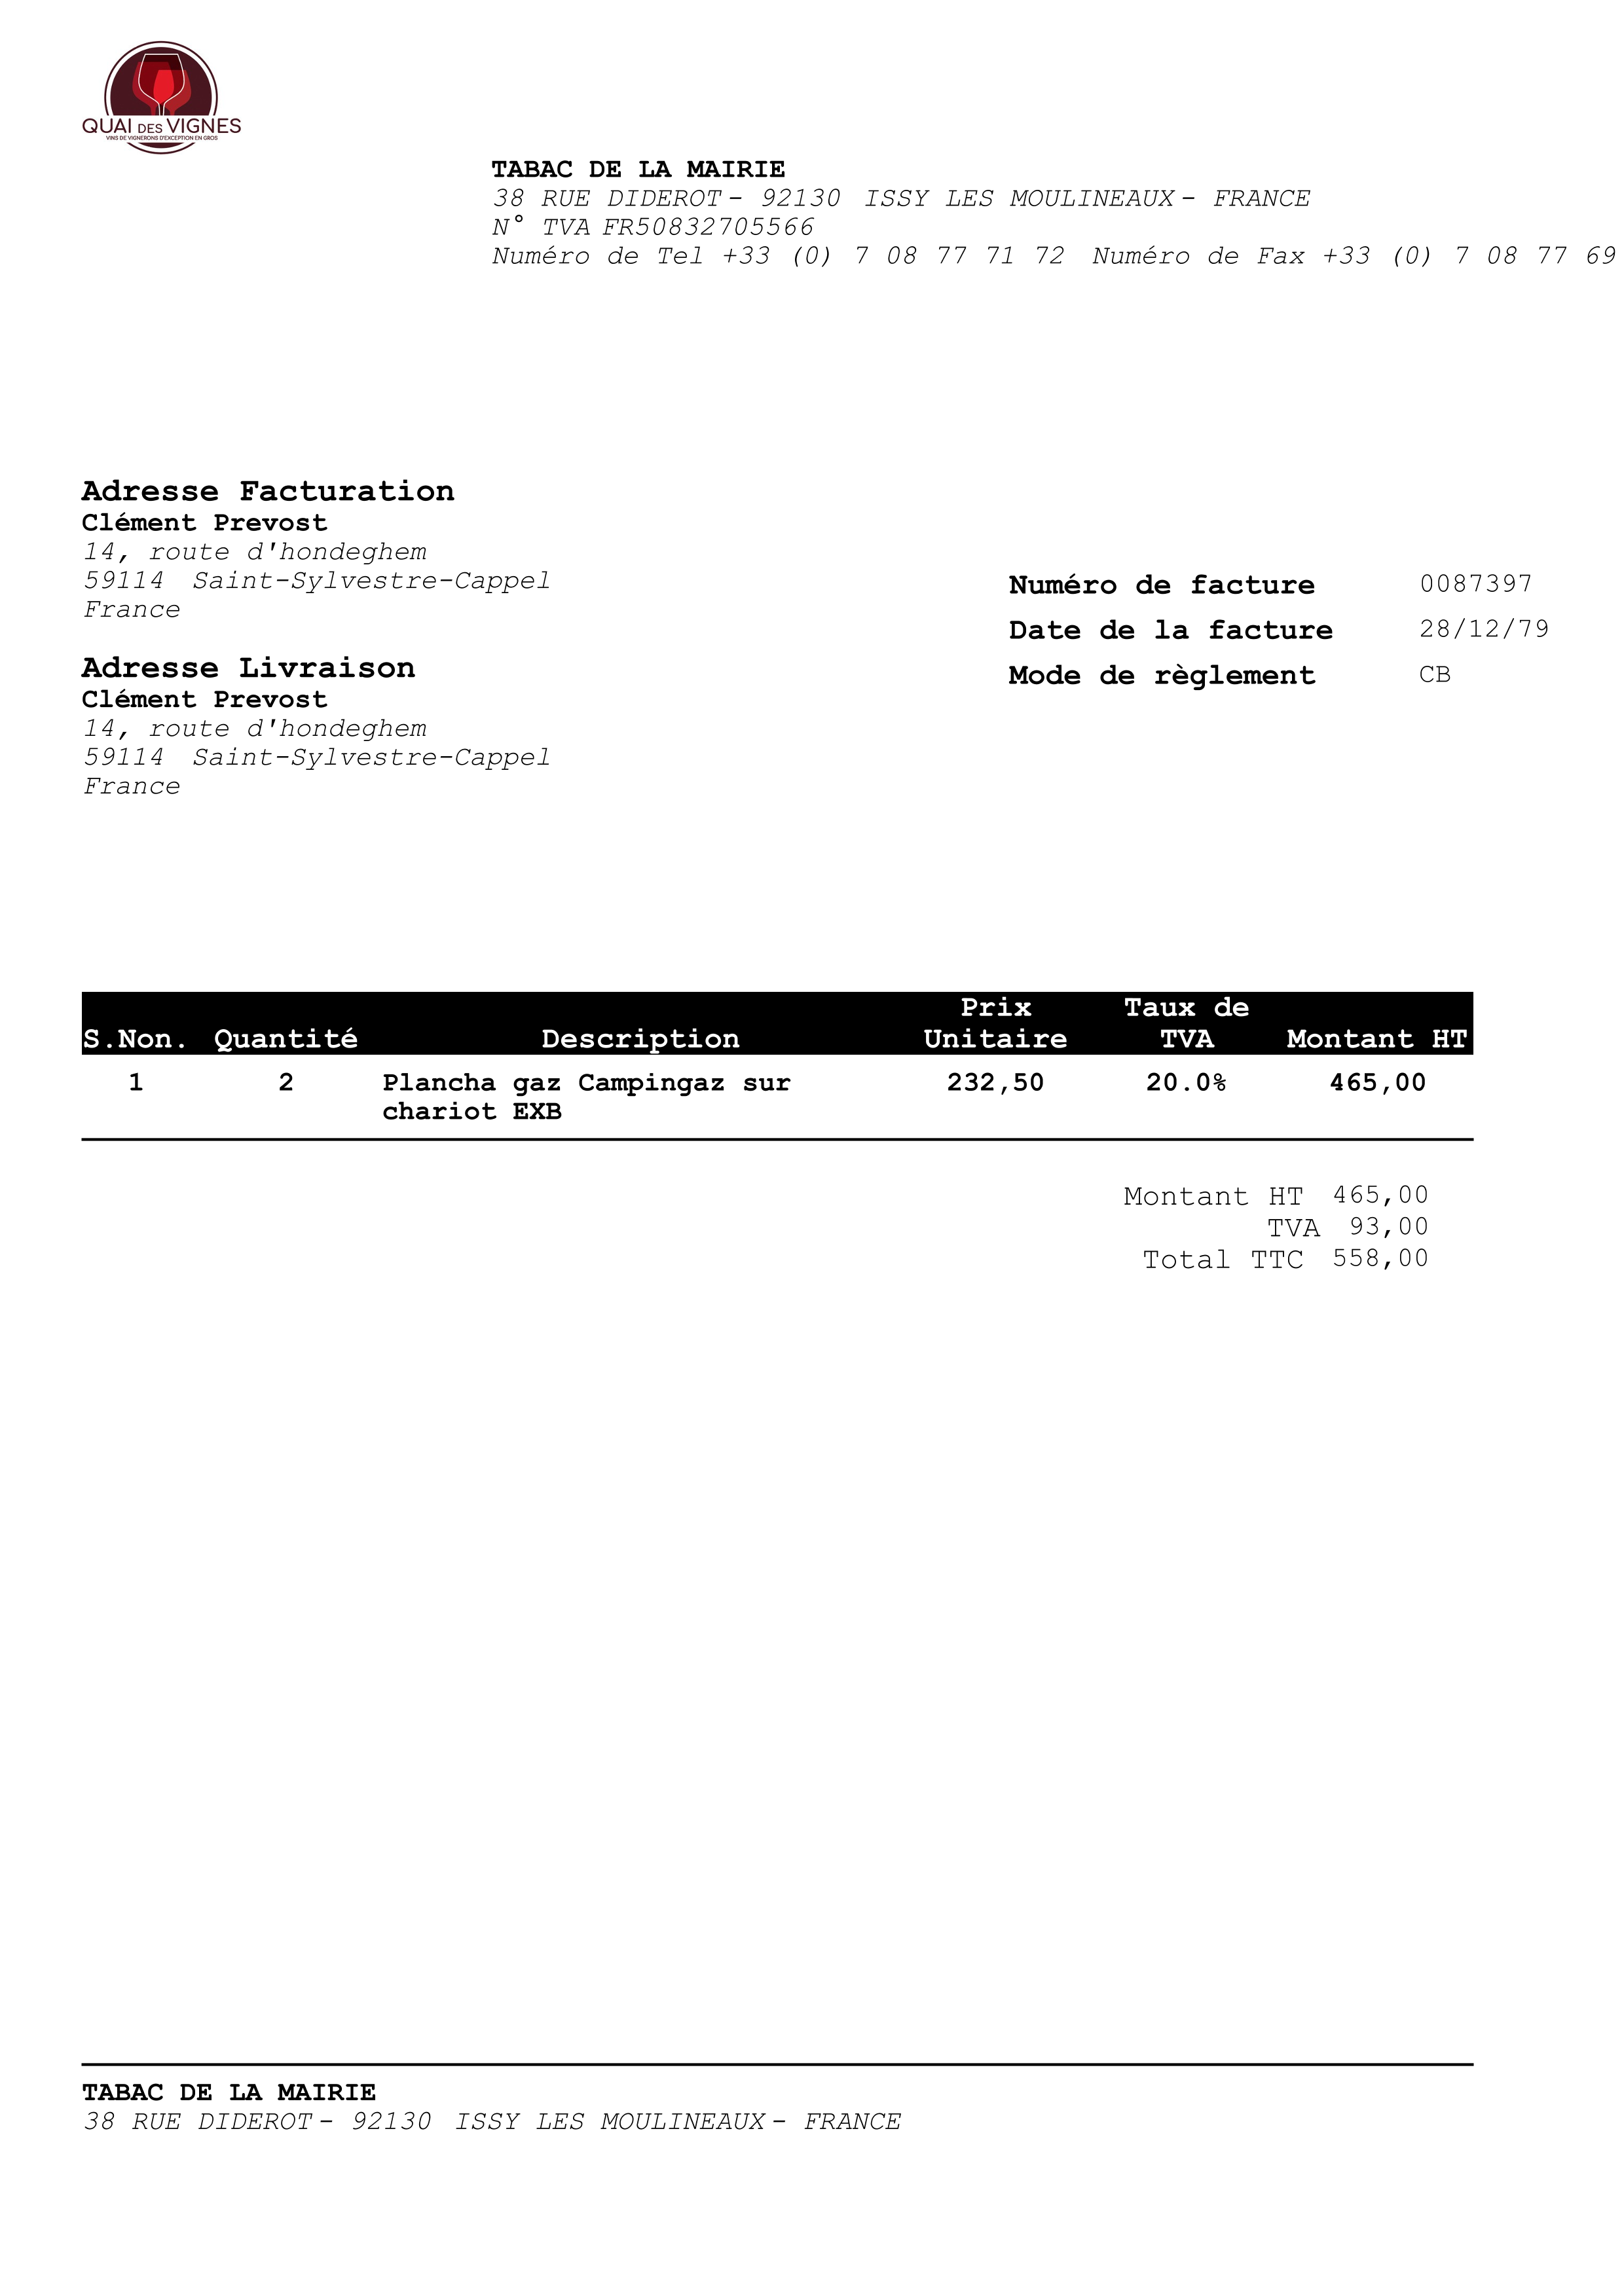 QUAI DES VIGNES
VINS DE VIGNERONS D'EXCEPTION EN GROS
TABAC DE LA MAIRIE
38 RUE DIDEROT - 92130 ISSY LES MOULINEAUX - FRANCE
N° TVA FR50832705566
Numéro de Tel +33 (0) 7 08 77 71 72 Numéro de Fax +33 (0) 7 08 77 69
Adresse Facturation
Clément Prevost
14, route d'hondeghem
59114 Saint-Sylvestre-Cappel
France
Numéro de facture 0087397
Date de la facture 28/12/79
Mode de règlement CB
Adresse Livraison
Clément Prevost
14, route d'hondeghem
59114 Saint-Sylvestre-Cappel
France
Prix Taux de
S.Non. Quantité Description Unitaire TVA Montant HT
1 2 Plancha gaz Campingaz sur 232,50 20.0% 465,00
chariot EXB
Montant HT 465,00
TVA 93,00
Total TTC 558,00
TABAC DE LA MAIRIE
38 RUE DIDEROT - 92130 ISSY LES MOULINEAUX - FRANCE